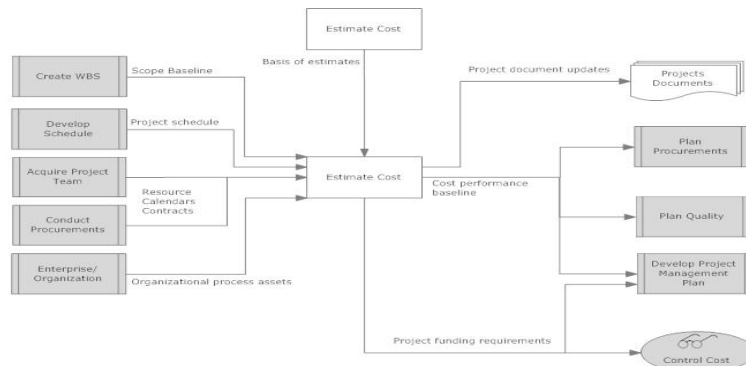 Estimate Cost
Basis of estimates
Create WBS
Scope Baseline
Project document updates
Projects
Documents
Develop
Schedule
Project schedule
Plan
Procurements
Acquire Project
Team
Estimate Cost
Cost performance
baseline
Resource
Calendars
Contracts
Conduct
Procurements
Plan Quality
Enterprise/
Organization
Organizational process assets
Develop Project
Management
Plan
Project funding requirements
Control Cost